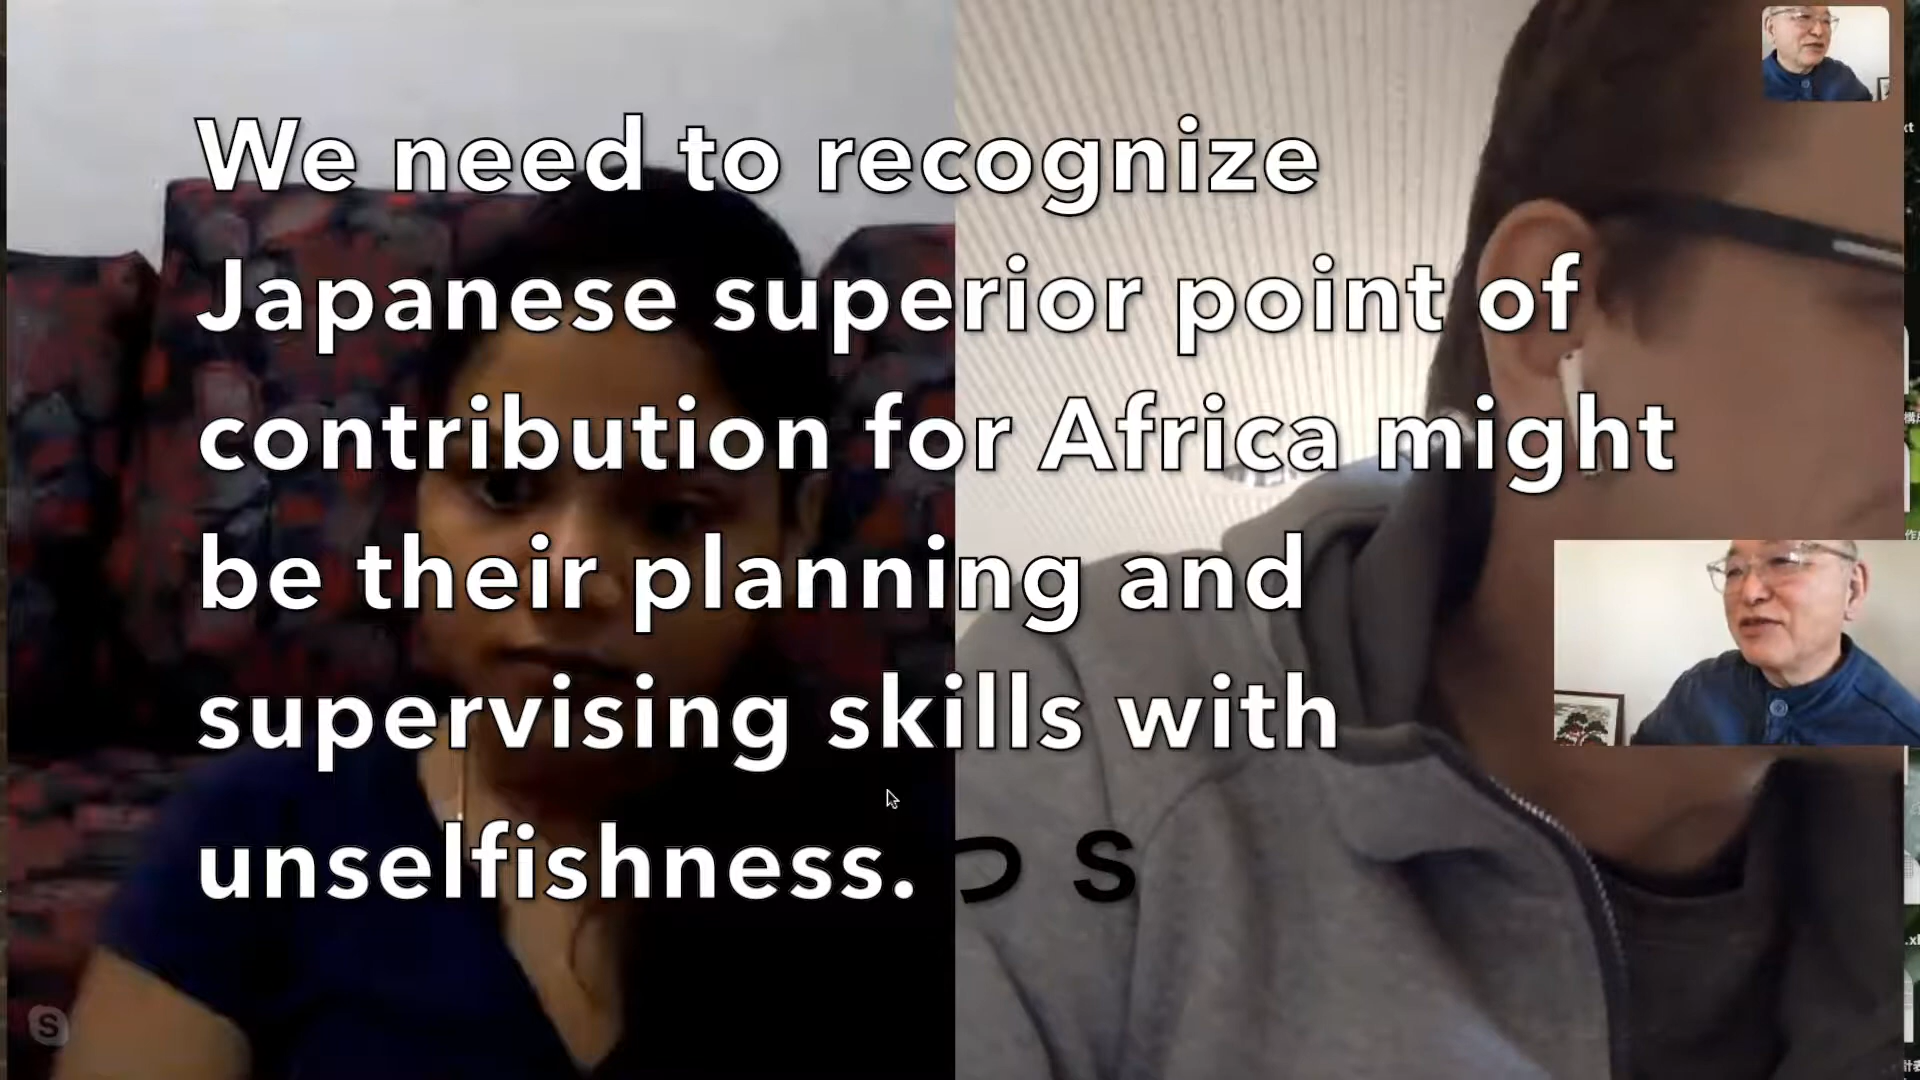 We need to recognize
Japanese superior point of
contribution for Africa might
be their planning and
supervising skills with
unselfishness.
S
S